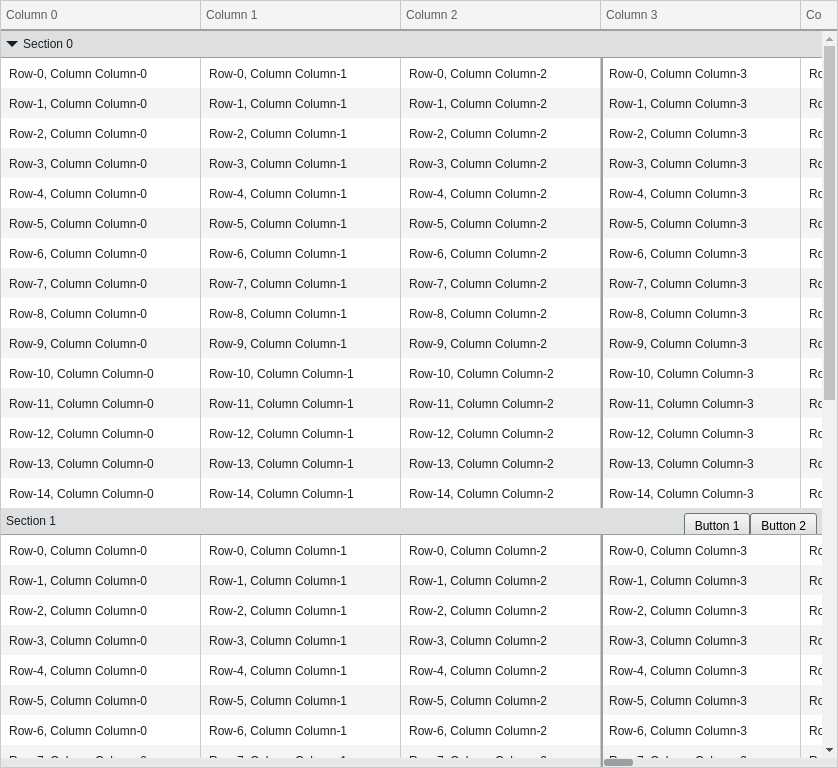 Column 0 Column 1 Column 2 Column 3 Co
Section 0
Row-0, Column Column-0 Row-0, Column Column-1 Row-0, Column Column-2 Row-0, Column Column-3 Ro
Row-1, Column Column-0 Row-1, Column Column-1 Row-1, Column Column-2 Row-1, Column Column-3 Ro
Row-2, Column Column-0 Row-2, Column Column-1 Row-2, Column Column-2 Row-2, Column Column-3 Ro
Row-3, Column Column-0 Row-3, Column Column-1 Row-3, Column Column-2 Row-3, Column Column-3 Ro
Row-4, Column Column-0 Row-4, Column Column-1 Row-4, Column Column-2 Row-4, Column Column-3 Ro
Row-5, Column Column-0 Row-5, Column Column-1 Row-5, Column Column-2 Row-5, Column Column-3 Ro
Row-6, Column Column-0 Row-6, Column Column-1 Row-6, Column Column-2 Row-6, Column Column-3 Ro
Row-7, Column Column-0 Row-7, Column Column-1 Row-7, Column Column-2 Row-7, Column Column-3 Ro
Row-8, Column Column-0 Row-8, Column Column-1 Row-8, Column Column-2 Row-8, Column Column-3 Ro
Row-9, Column Column-0 Row-9, Column Column-1 Row-9, Column Column-2 Row-9, Column Column-3 Ro
Row-10, Column Column-0 Row-10, Column Column-1 Row-10, Column Column-2 Row-10, Column Column-3 Ro
Row-11, Column Column-0 Row-11, Column Column-1 Row-11, Column Column-2 Row-11, Column Column-3 Ro
Row-12, Column Column-0 Row-12, Column Column-1 Row-12, Column Column-2 Row-12, Column Column-3 Ro
Row-13, Column Column-0 Row-13, Column Column-1 Row-13, Column Column-2 Row-13, Column Column-3 Ro
Row-14, Column Column-0 Row-14, Column Column-1 Row-14, Column Column-2 Row-14, Column Column-3 Ro
Section 1 Button 1 Button 2
Row-0, Column Column-0 Row-0, Column Column-1 Row-0, Column Column-2 Row-0, Column Column-3 Ro
Row-1, Column Column-0 Row-1, Column Column-1 Row-1, Column Column-2 Row-1, Column Column-3 Ro
Row-2, Column Column-0 Row-2, Column Column-1 Row-2, Column Column-2 Row-2, Column Column-3 Ro
Row-3, Column Column-0 Row-3, Column Column-1 Row-3, Column Column-2 Row-3, Column Column-3 Ro
Row-4, Column Column-0 Row-4, Column Column-1 Row-4, Column Column-2 Row-4, Column Column-3 Ro
Row-5, Column Column-0 Row-5, Column Column-1 Row-5, Column Column-2 Row-5, Column Column-3 Ro
Row-6, Column Column-0 Row-6, Column Column-1 Row-6, Column Column-2 Row-6, Column Column-3 Ro